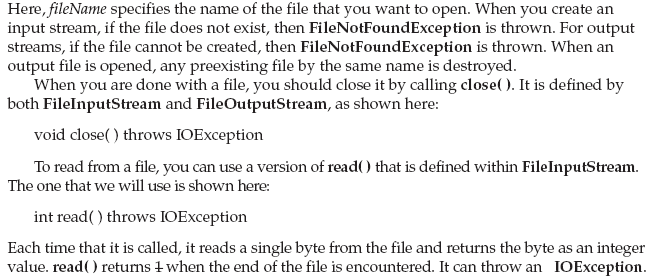 Here, fileName specifies the name of the file that you want to open. When you create an
input stream, if the file does not exist, then FileNotFoundException is thrown. For output
streams, if the file cannot be created, then FileNotFoundException is thrown. When an
output file is opened, any preexisting file by the same name is destroyed.
When you are done with a file, you should close it by calling close( ). It is defined by
both FileInputStream and FileOutputStream, as shown here:
void close( ) throws IOException
To read from a file, you can use a version of read( ) that is defined within FileInputStream.
The one that we will use is shown here:
int read( ) throws IOException
Each time that it is called, it reads a single byte from the file and returns the byte as an integer
value. read( ) returns -1 when the end of the file is encountered. It can throw an IOException.